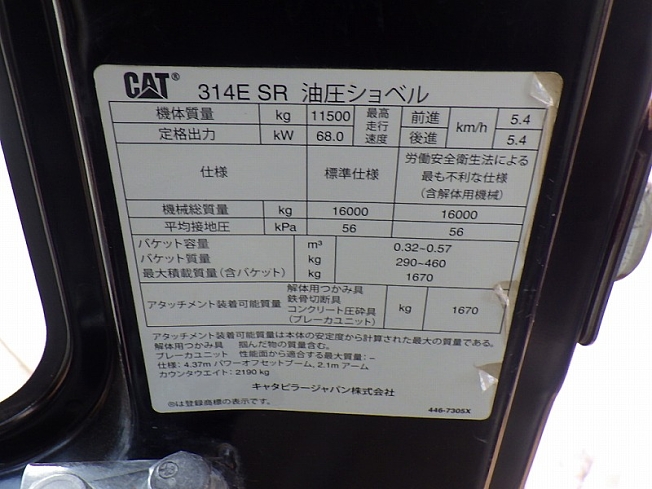 CAT® 314E SR 油圧ショベル
機体質量 kg 11500 最高走行速度 前進 km/h 5.4
定格出力 kW 68.0 後進 5.4
仕様 標準仕様 労働安全衛生法による最も不利な仕様(含解体用機械)
機械総質量 kg 16000 16000
平均接地圧 kPa 56 56
バケット容量 m³ 0.32~0.57
バケット質量 kg 290~460
最大積載質量(含バケット) kg 1670
アタッチメント装着可能質量 解体用つかみ具 鉄骨切断具 コンクリート圧砕具 (ブレーカユニット) kg 1670
アタッチメント装着可能質量は本体の安定度から計算された最大の質量である。
解体用つかみ具 掴んだ物の質量含む。
ブレーカユニット 性能面から適合する最大質量:-
仕様: 4.37m パワーオフセットブーム, 2.1m アーム
カウンタウエイト: 2190 kg
キャタピラージャパン株式会社
®は登録商標の表示です。
446-7305X